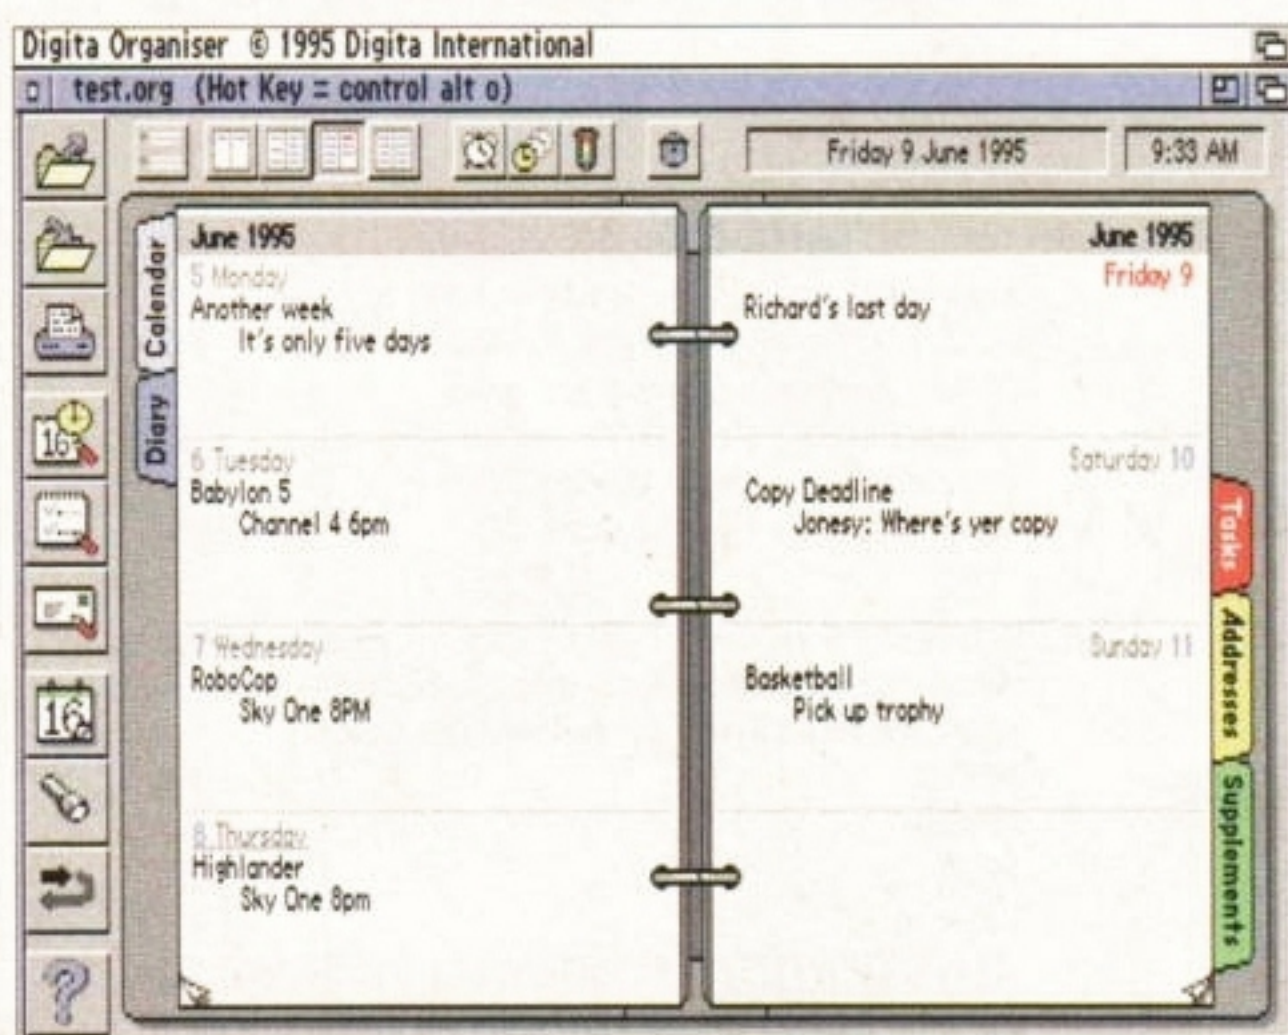 Digita Organiser © 1995 Digita International
test.org (Hot Key = control alt o)
Friday 9 June 1995
9:33 AM
Calendar
Diary
June 1995
5 Monday
Another week
It's only five days
6 Tuesday
Babylon 5
Channel 4 6pm
7 Wednesday
RoboCop
Sky One 8PM
8 Thursday
Highlander
Sky One 8pm
June 1995
Friday 9
Richard's last day
Saturday 10
Copy Deadline
Jonesy: Where's yer copy
Sunday 11
Basketball
Pick up trophy
Tasks
Addresses
Supplements
16
16